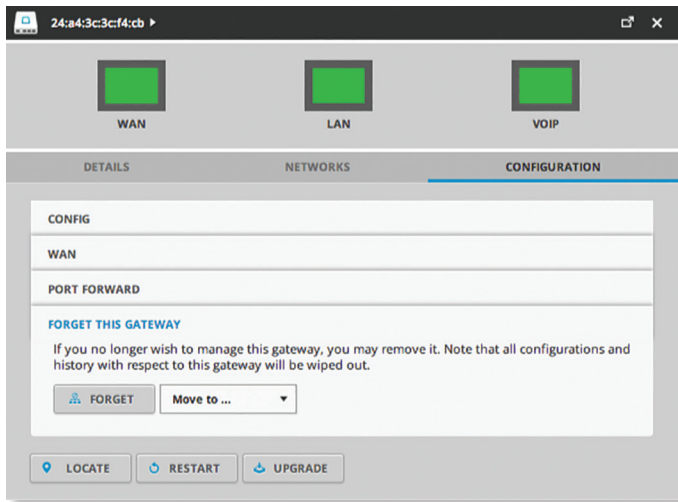 24:a4:3c:3c:f4:cb
WAN LAN VOIP
DETAILS NETWORKS CONFIGURATION
CONFIG
WAN
PORT FORWARD
FORGET THIS GATEWAY
If you no longer wish to manage this gateway, you may remove it. Note that all configurations and
history with respect to this gateway will be wiped out.
FORGET Move to ...
LOCATE RESTART UPGRADE